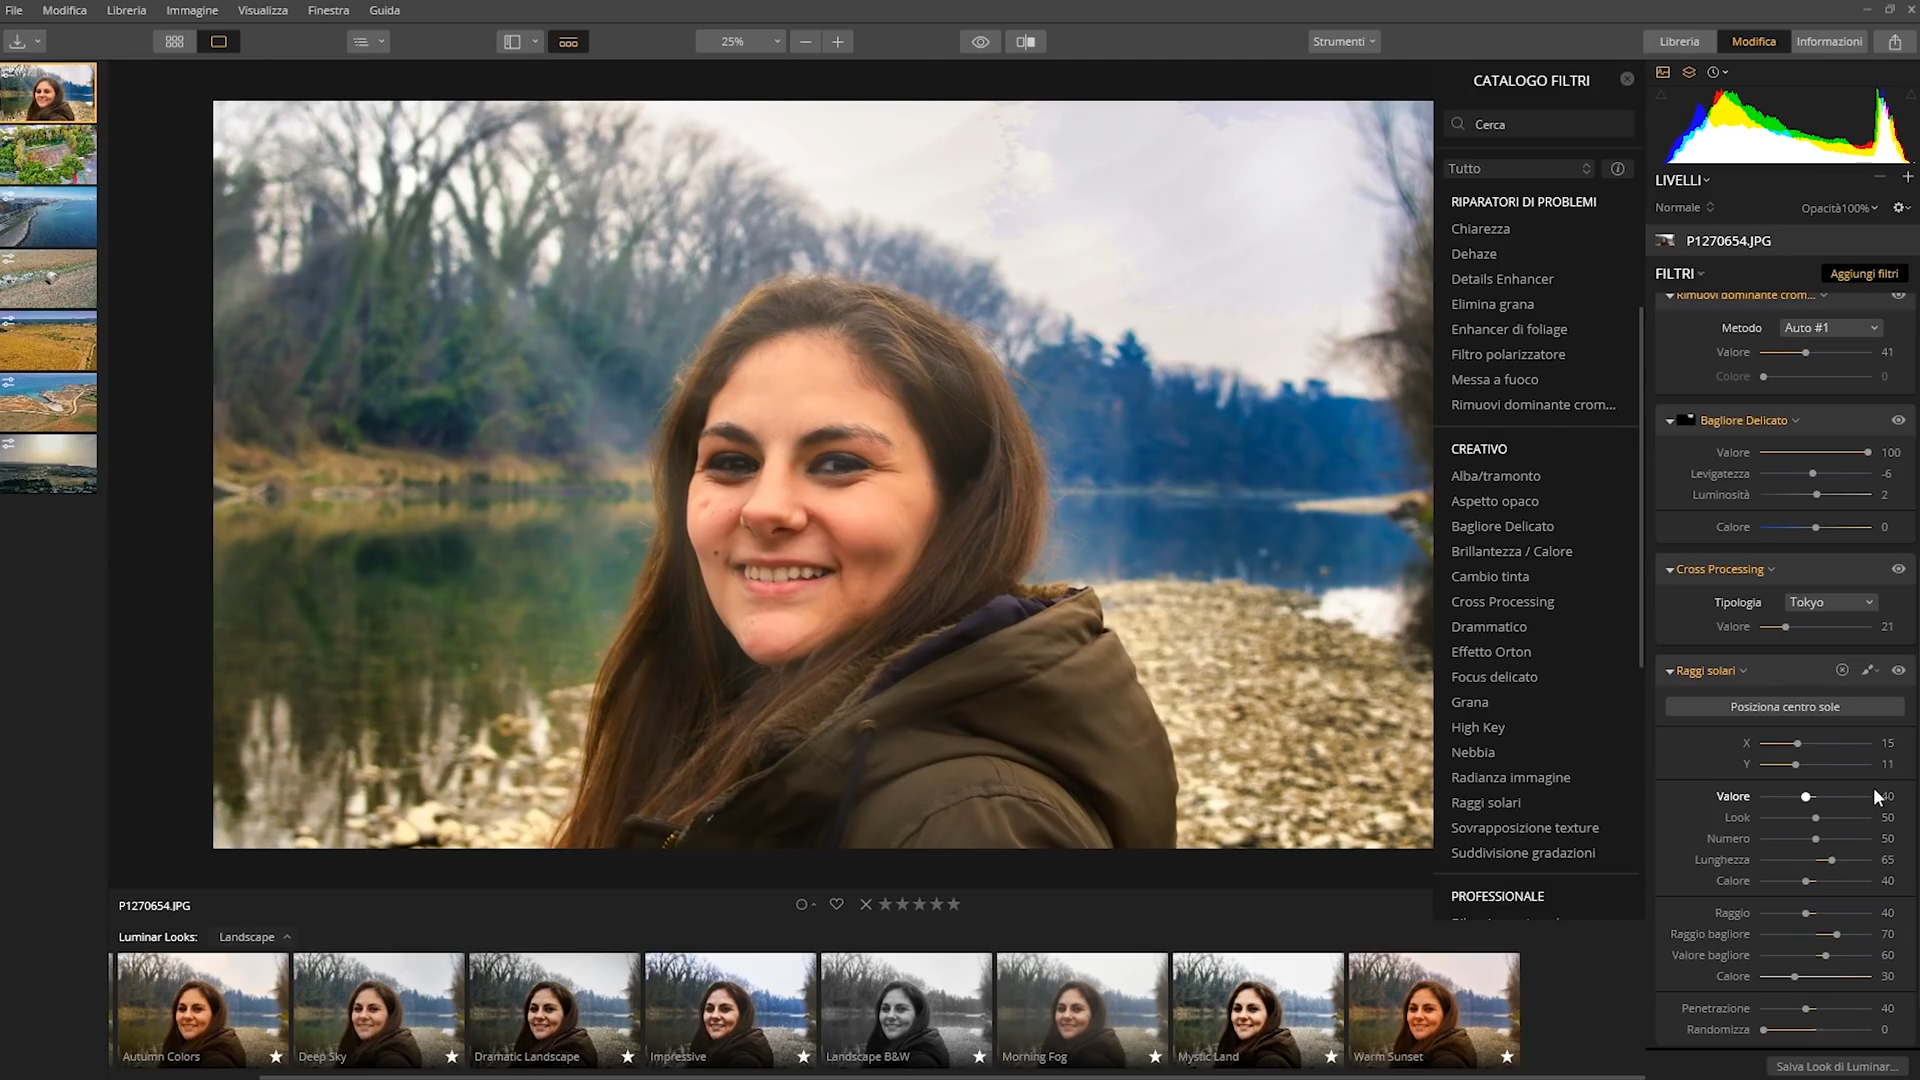 File Modifica Libreria Immagine Visualizza Finestra Guida
25%
Strumenti
Libreria Modifica Informazioni
CATALOGO FILTRI
Cerca
Tutto
RIPARATORI DI PROBLEMI
Chiarezza
Dehaze
Details Enhancer
Elimina grana
Enhancer di foliage
Filtro polarizzatore
Messa a fuoco
Rimuovi dominante crom...
CREATIVO
Alba/tramonto
Aspetto opaco
Bagliore Delicato
Brillantezza / Calore
Cambio tinta
Cross Processing
Drammatico
Effetto Orton
Focus delicato
Grana
High Key
Nebbia
Radianza immagine
Raggi solari
Sovrapposizione texture
Suddivisione gradazioni
PROFESSIONALE
LIVELLI
Normale Opacità100%
P1270654.JPG
FILTRI Aggiungi filtri
Rimuovi dominante crom...
Metodo Auto #1
Valore 41
Colore 0
Bagliore Delicato
Valore 100
Levigatezza -6
Luminosità 2
Calore 0
Cross Processing
Tipologia Tokyo
Valore 21
Raggi solari
Posiziona centro sole
X 15
Y 11
Valore 40
Look 50
Numero 50
Lunghezza 65
Calore 40
Raggio 40
Raggio bagliore 70
Valore bagliore 60
Calore 30
Penetrazione 40
Randomizza 0
Salva Look di Luminar...
P1270654.JPG
Luminar Looks: Landscape
Autumn Colors
Deep Sky
Dramatic Landscape
Impressive
Landscape B&W
Morning Fog
Mystic Land
Warm Sunset